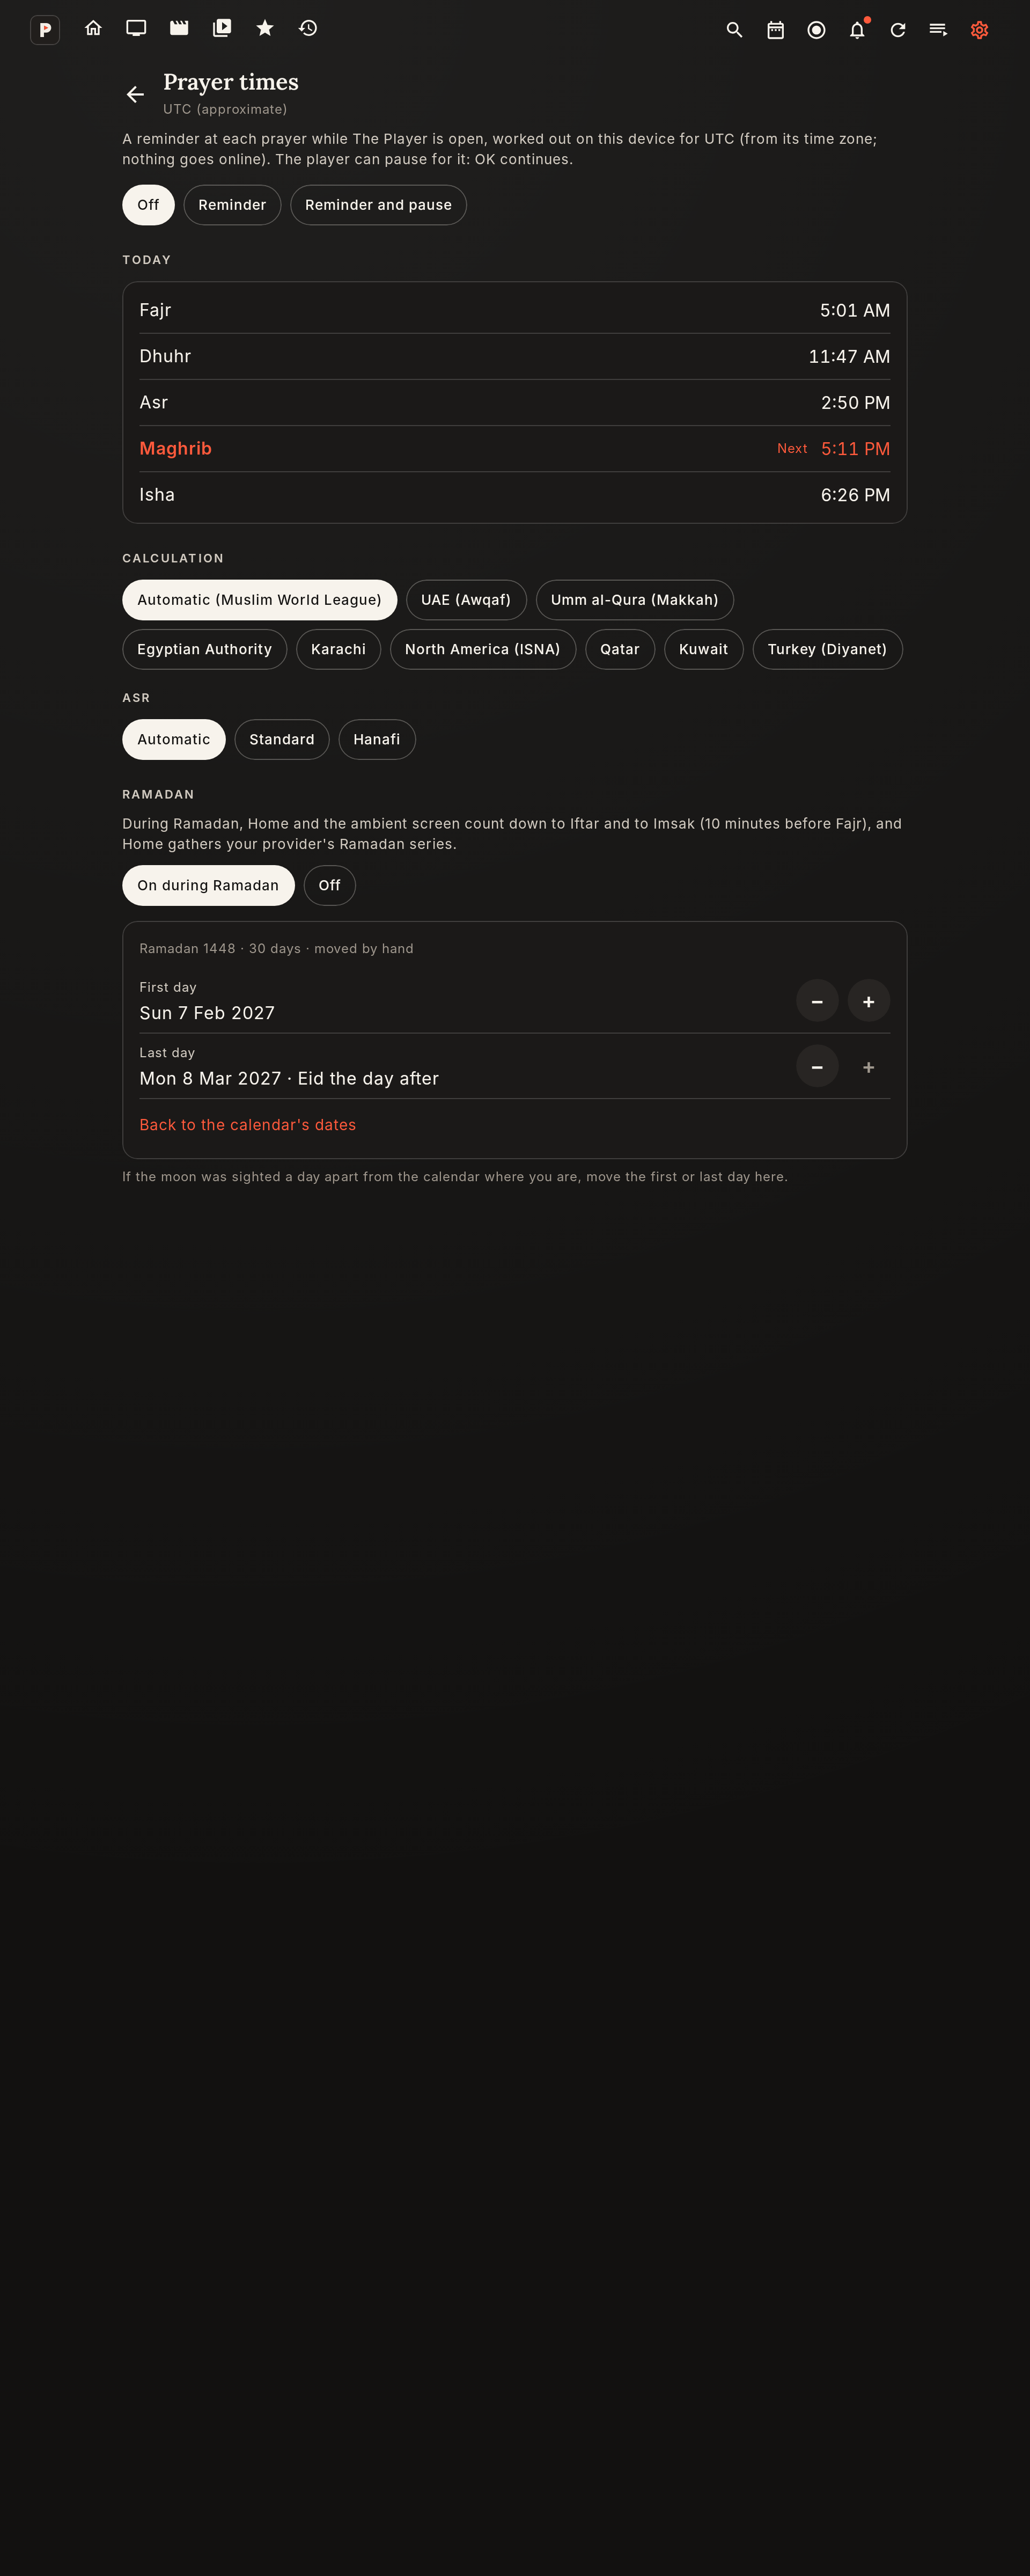 P
Prayer times
UTC (approximate)
A reminder at each prayer while The Player is open, worked out on this device for UTC (from its time zone;
nothing goes online). The player can pause for it: OK continues.
Off Reminder Reminder and pause
TODAY
Fajr 5:01 AM
Dhuhr 11:47 AM
Asr 2:50 PM
Maghrib Next 5:11 PM
Isha 6:26 PM
CALCULATION
Automatic (Muslim World League) UAE (Awqaf) Umm al-Qura (Makkah)
Egyptian Authority Karachi North America (ISNA) Qatar Kuwait Turkey (Diyanet)
ASR
Automatic Standard Hanafi
RAMADAN
During Ramadan, Home and the ambient screen count down to Iftar and to Imsak (10 minutes before Fajr), and
Home gathers your provider's Ramadan series.
On during Ramadan Off
Ramadan 1448 · 30 days · moved by hand
First day
Sun 7 Feb 2027 – +
Last day
Mon 8 Mar 2027 · Eid the day after – +
Back to the calendar's dates
If the moon was sighted a day apart from the calendar where you are, move the first or last day here.